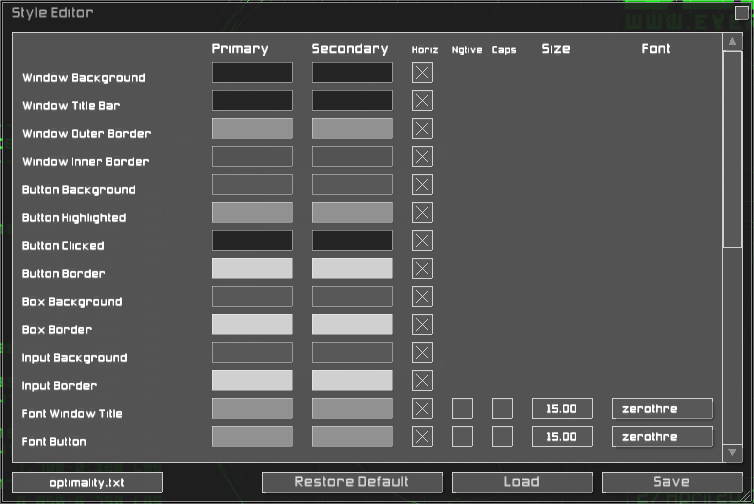 Style Editor
Primary Secondary Horiz Ngtive Caps Size Font
Window Background
Window Title Bar
Window Outer Border
Window Inner Border
Button Background
Button Highlighted
Button Clicked
Button Border
Box Background
Box Border
Input Background
Input Border
Font Window Title 15.00 zerothre
Font Button 15.00 zerothre
optimality.txt Restore Default Load Save